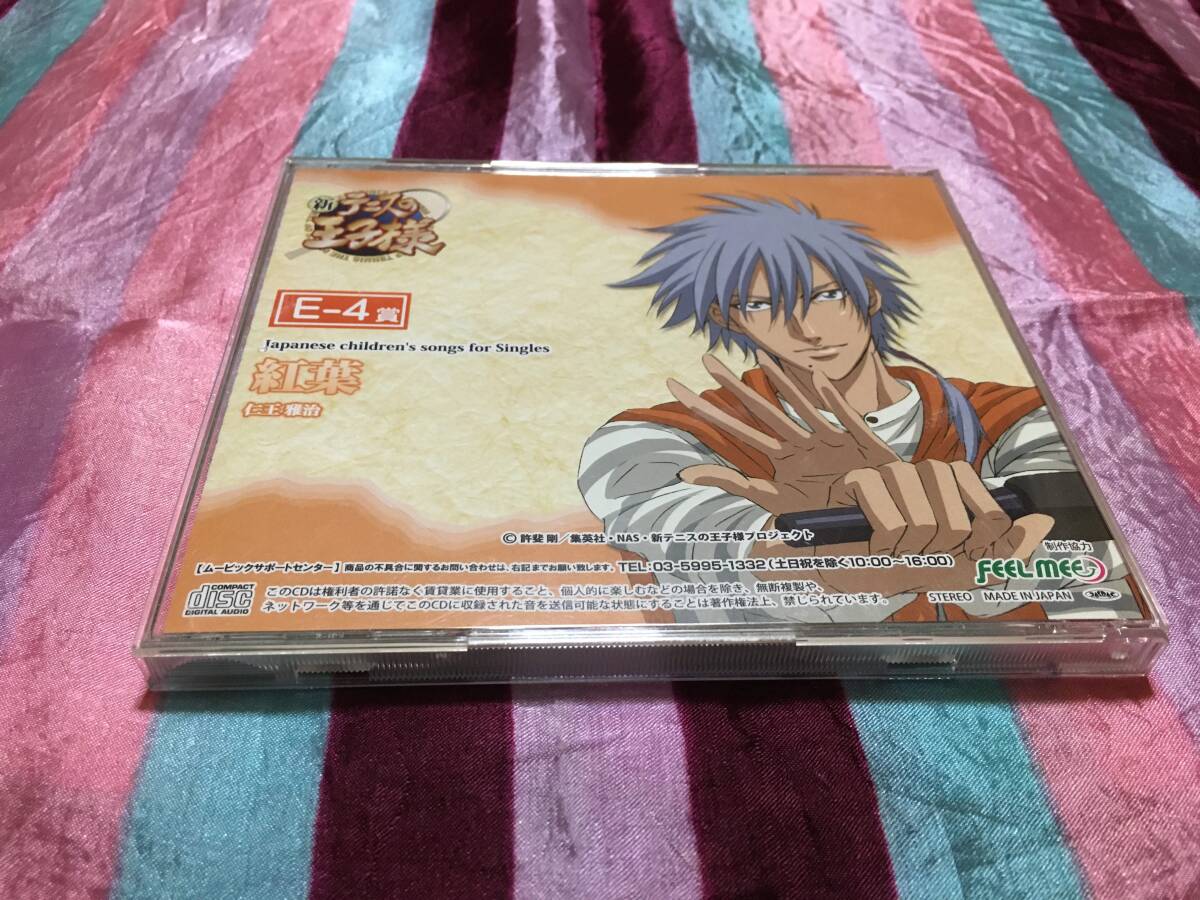 新テニスの
王子様
E-4賞
Japanese children's songs for Singles
紅葉
仁王 雅治
© 許斐 剛／集英社・NAS・新テニスの王子様プロジェクト
制作協力
FEEL MEE
【ムービックサポートセンター】商品の不具合に関するお問い合わせは、右記までお願い致します。TEL:03-5995-1332(土日祝を除く10:00～16:00)
COMPACT
disc
DIGITAL AUDIO
このCDは権利者の許諾なく賃貸業に使用すること、個人的に楽しむなどの場合を除き、無断複製や、
ネットワーク等を通じてこのCDに収録された音を送信可能な状態にすることは著作権法上、禁じられています。
STEREO MADE IN JAPAN